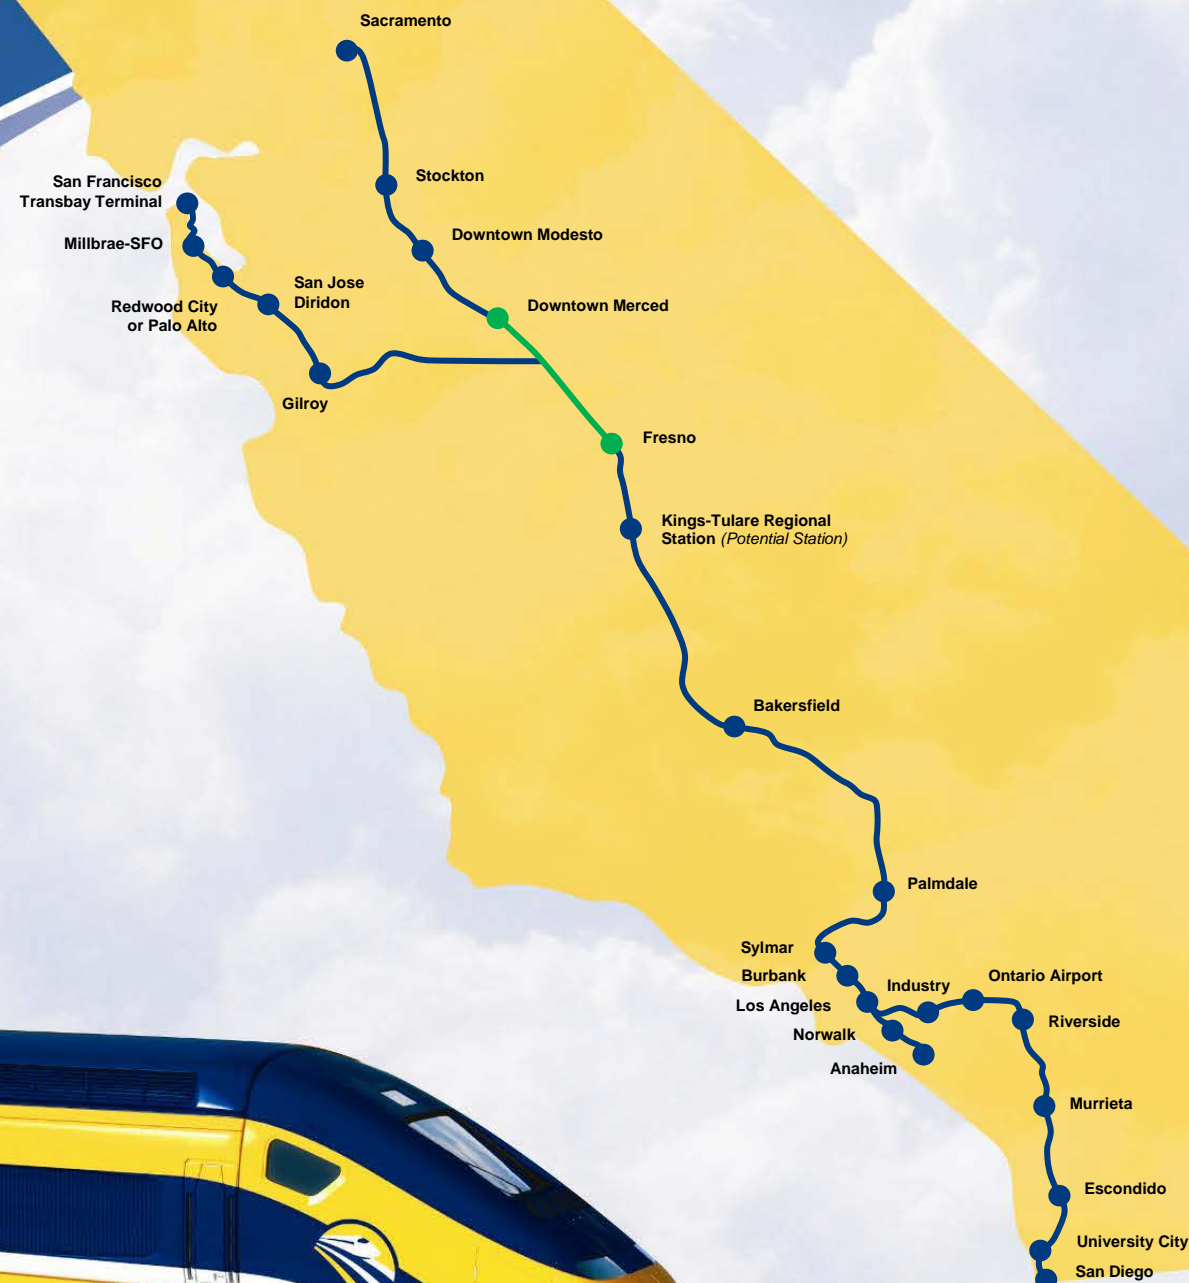 Sacramento
Stockton
San Francisco
Transbay Terminal
Downtown Modesto
Millbrae-SFO
San Jose
Diridon
Redwood City
or Palo Alto
Downtown Merced
Gilroy
Fresno
Kings-Tulare Regional
Station (Potential Station)
Bakersfield
Palmdale
Sylmar
Burbank
Industry
Ontario Airport
Los Angeles
Riverside
Norwalk
Anaheim
Murrieta
Escondido
University City
San Diego